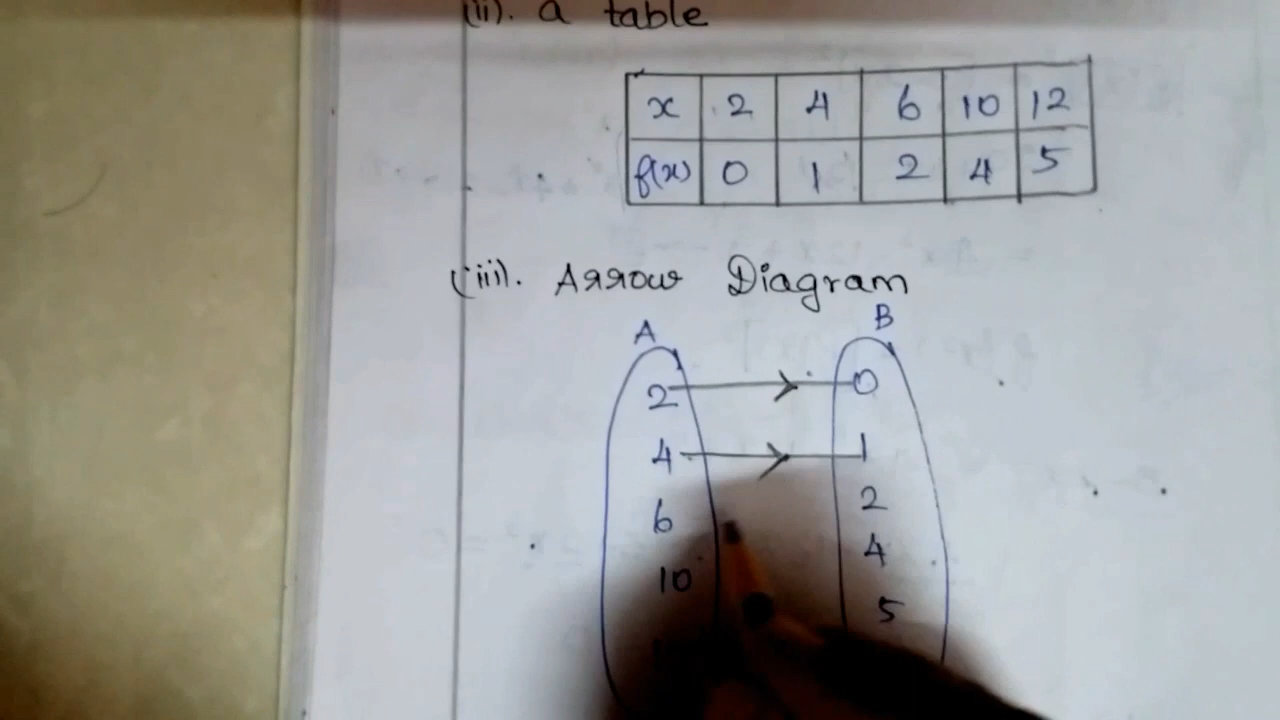 (ii). a table
x 2 4 6 10 12
f(x) 0 1 2 4 5
(iii). Arrow Diagram
A B
2 0
4 1
6 2
10 4
5